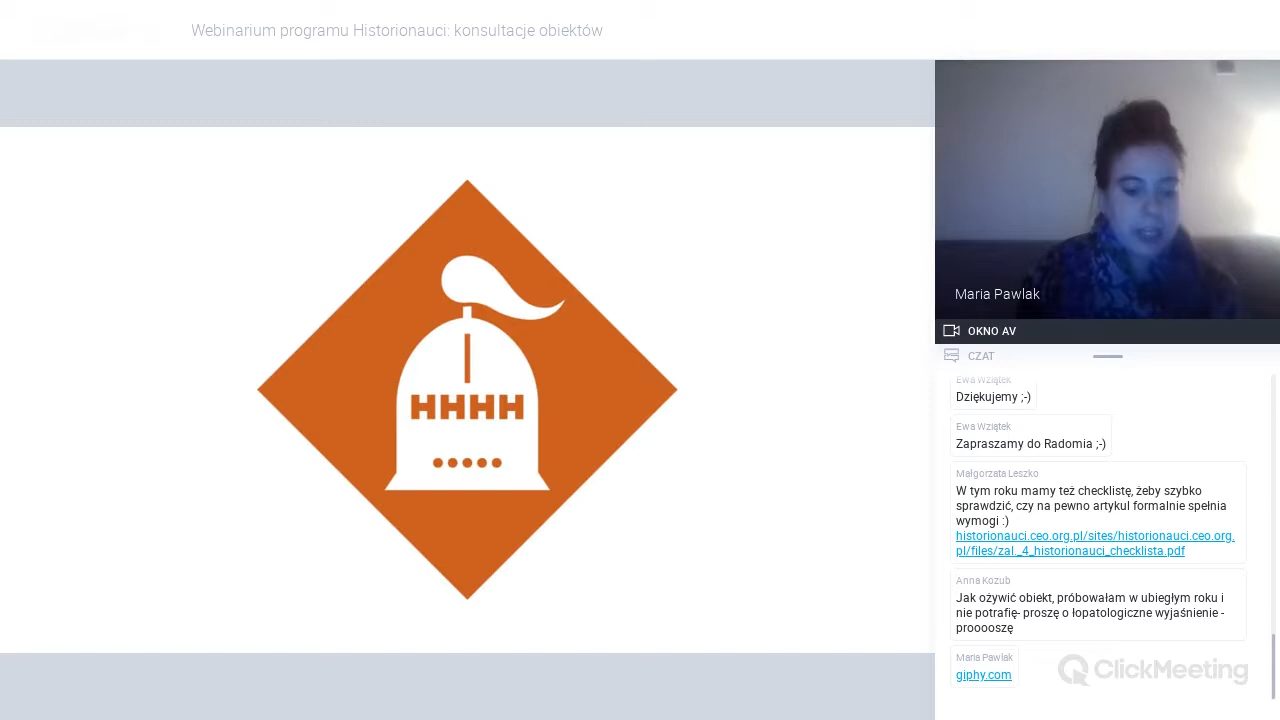 Webinarium programu Historionauci: konsultacje obiektów
HHHH
Maria Pawlak
OKNO AV
CZAT
Ewa Wziątek
Dziękujemy ;-)
Ewa Wziątek
Zapraszamy do Radomia ;-)
Małgorzata Leszko
W tym roku mamy też checklistę, żeby szybko
sprawdzić, czy na pewno artykul formalnie spełnia
wymogi :)
historionauci.ceo.org.pl/sites/historionauci.ceo.org.
pl/files/zal._4_historionauci_checklista.pdf
Anna Kozub
Jak ożywić obiekt, próbowałam w ubiegłym roku i
nie potrafię- proszę o łopatologiczne wyjaśnienie -
prooooszę
Maria Pawlak
giphy.com
ClickMeeting